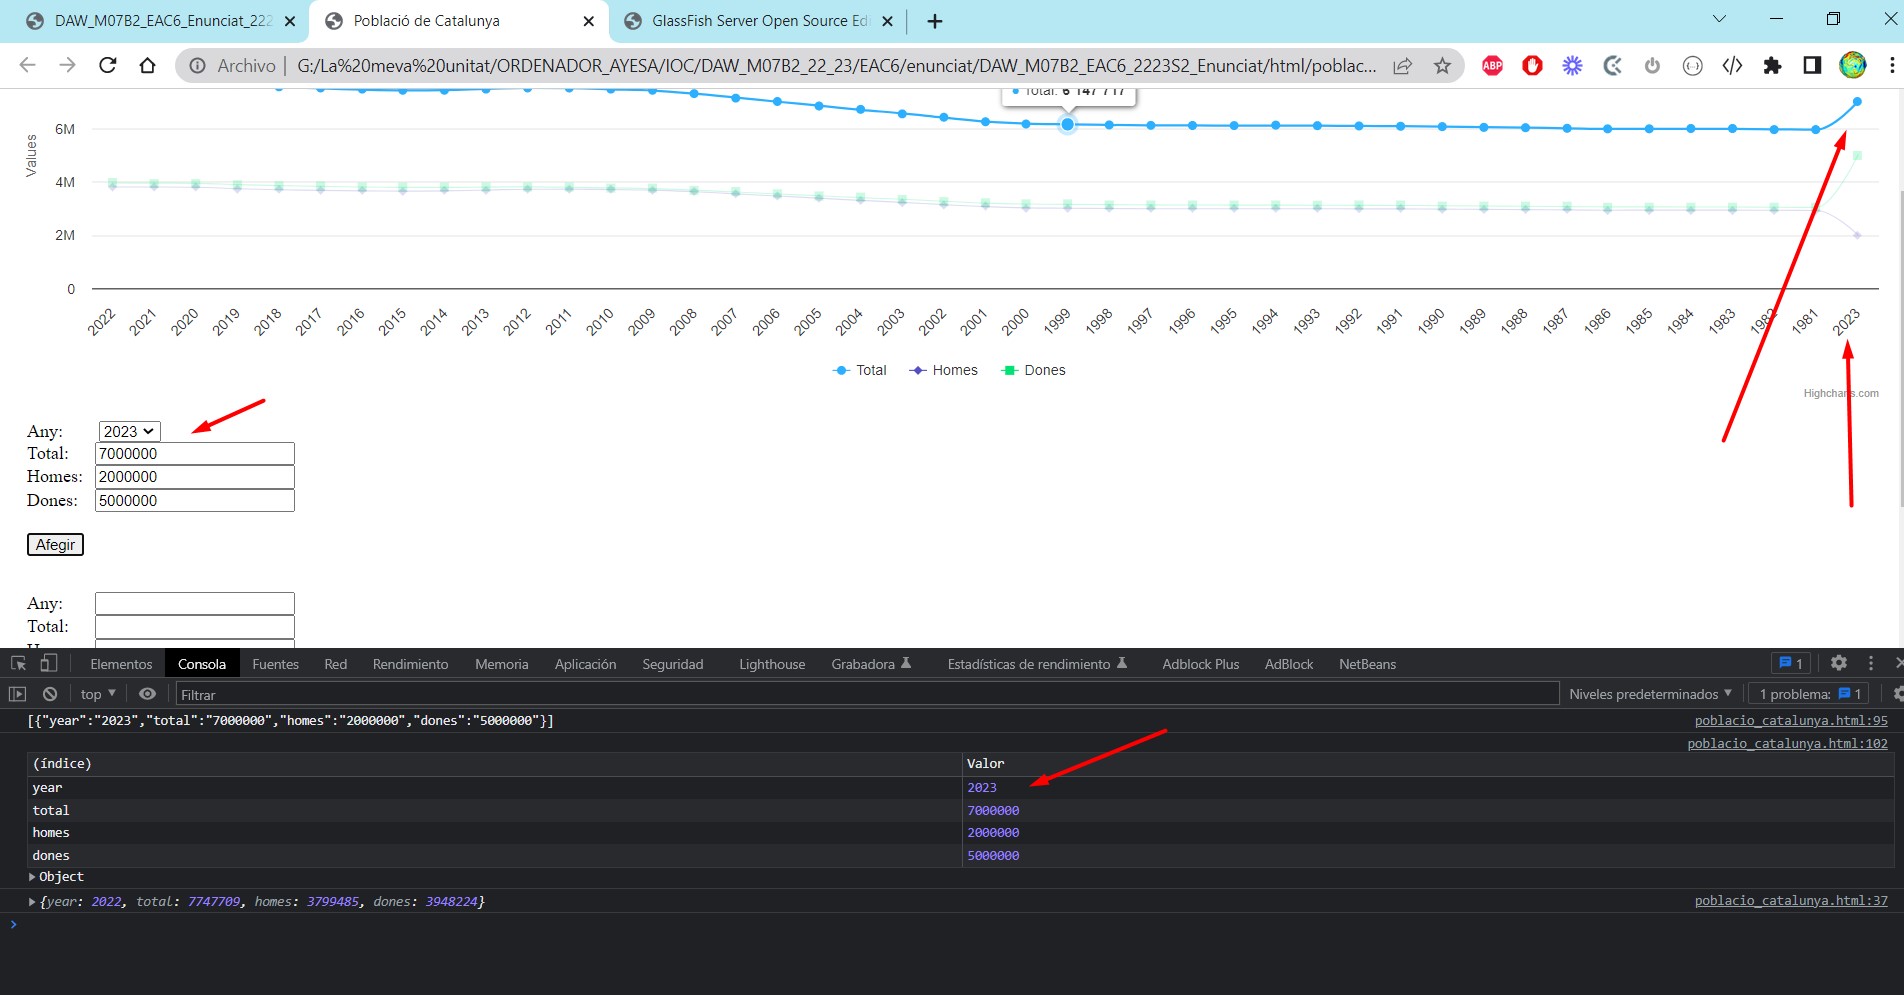 DAW_M07B2_EAC6_Enunciat_222
Població de Catalunya
GlassFish Server Open Source Edi
Archivo | G:/La%20meva%20unitat/ORDENADOR_AYESA/IOC/DAW_M07B2_22_23/EAC6/enunciat/DAW_M07B2_EAC6_2223S2_Enunciat/html/poblac...
ABP
Total: 6 147 717
Values
6M
4M
2M
0
2022 2021 2020 2019 2018 2017 2016 2015 2014 2013 2012 2011 2010 2009 2008 2007 2006 2005 2004 2003 2002 2001 2000 1999 1998 1997 1996 1995 1994 1993 1992 1991 1990 1989 1988 1987 1986 1985 1984 1983 1982 1981 2023
Total Homes Dones
Highcharts.com
Any: 2023
Total: 7000000
Homes: 2000000
Dones: 5000000
Afegir
Any:
Total:
Elementos Consola Fuentes Red Rendimiento Memoria Aplicación Seguridad Lighthouse Grabadora Estadísticas de rendimiento Adblock Plus AdBlock NetBeans 1
top Filtrar Niveles predeterminados 1 problema: 1
[{"year":"2023","total":"7000000","homes":"2000000","dones":"5000000"}] poblacio_catalunya.html:95
poblacio_catalunya.html:102
(índice) Valor
year 2023
total 7000000
homes 2000000
dones 5000000
Object
{year: 2022, total: 7747709, homes: 3799485, dones: 3948224} poblacio_catalunya.html:37